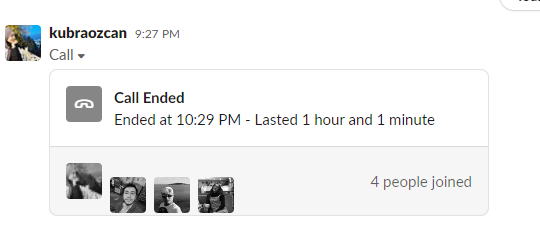 kubraozcan 9:27 PM
Call
Call Ended
Ended at 10:29 PM - Lasted 1 hour and 1 minute
4 people joined